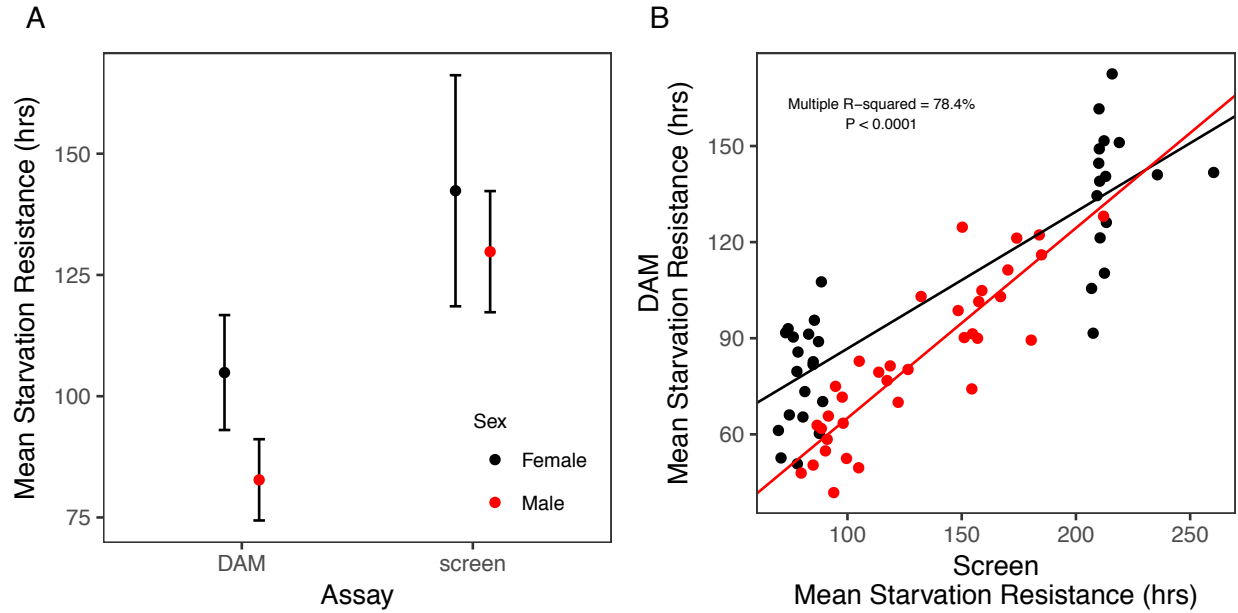 A
Mean Starvation Resistance (hrs)
150
125
100
75
DAM
screen
Assay
Sex
Female
Male
B
DAM
Mean Starvation Resistance (hrs)
150
120
90
60
Multiple R−squared = 78.4%
P < 0.0001
100
150
200
250
Screen
Mean Starvation Resistance (hrs)